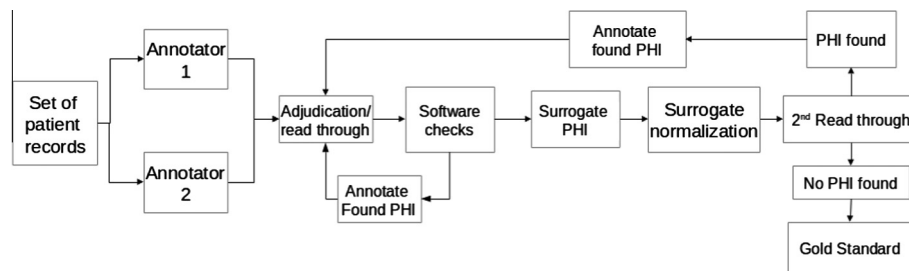 Set of
patient
records
Annotator
1
Annotator
2
Adjudication/
read through
Software
checks
Annotate
Found PHI
Surrogate
PHI
Surrogate
normalization
2nd Read through
PHI found
Annotate
found PHI
No PHI found
Gold Standard